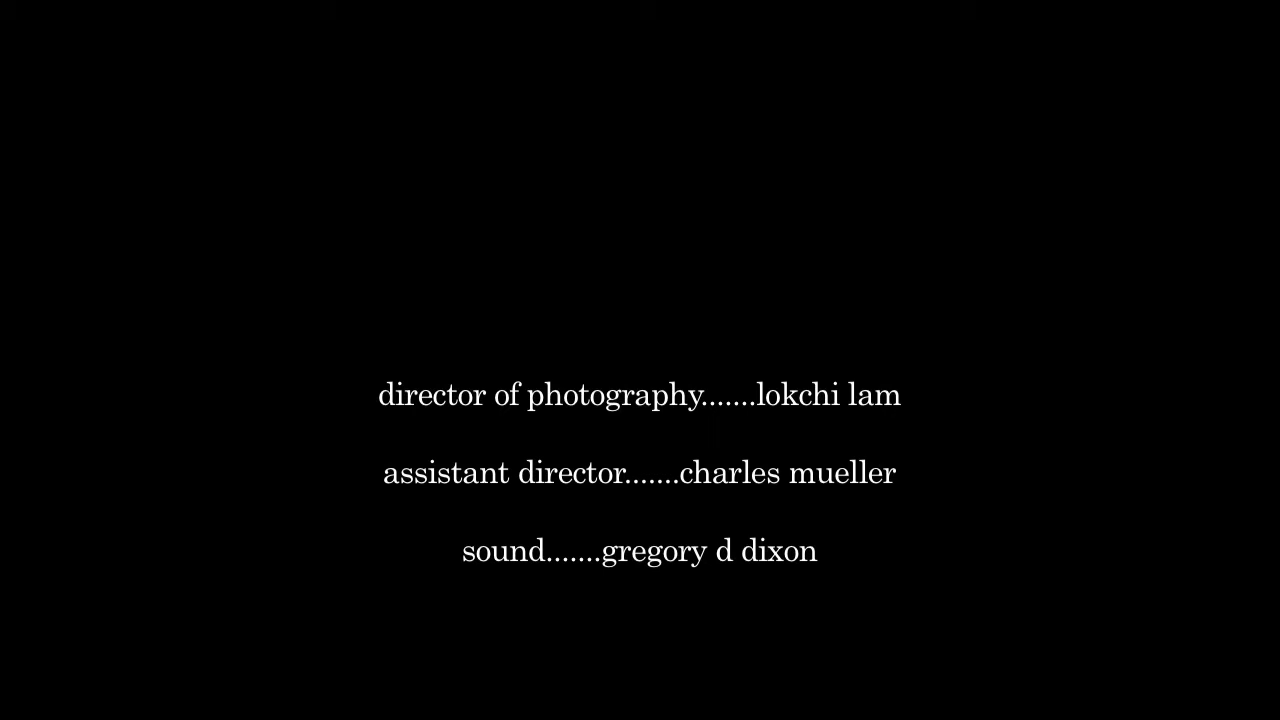 director of photography.......lokchi lam
assistant director.......charles mueller
sound.......gregory d dixon